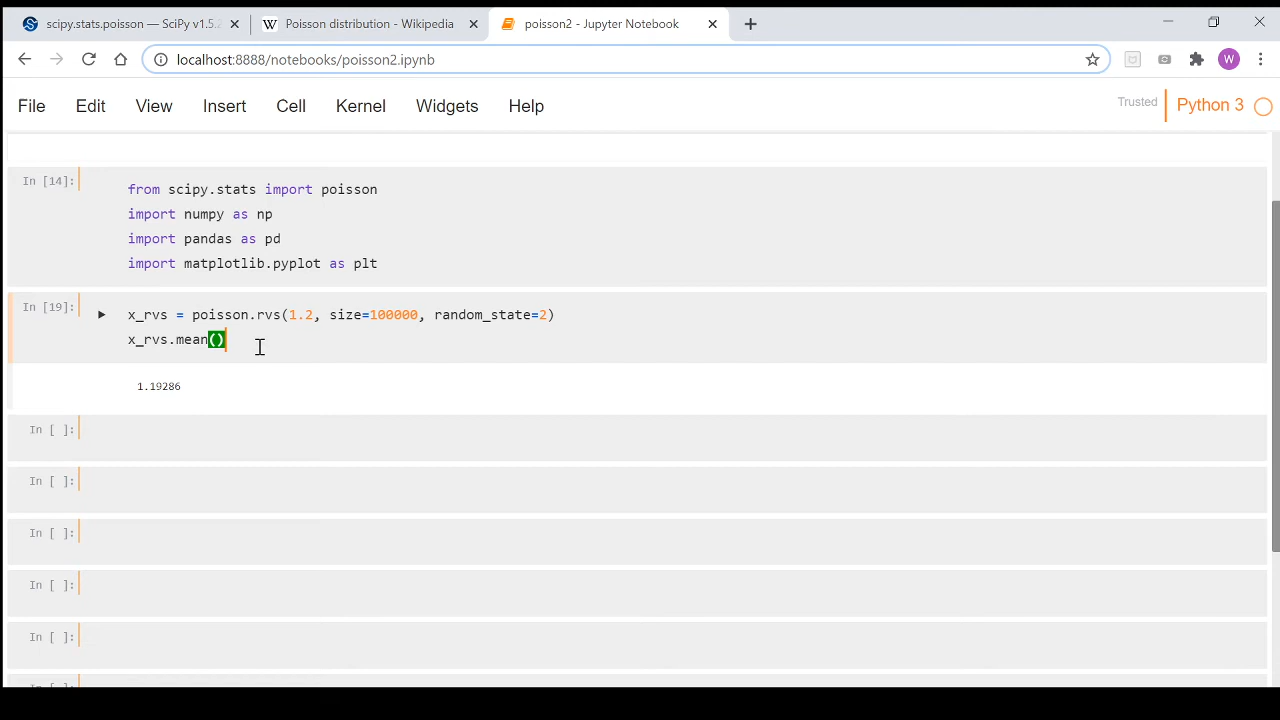 scipy.stats.poisson — SciPy v1.5.2
Poisson distribution - Wikipedia
poisson2 - Jupyter Notebook
localhost:8888/notebooks/poisson2.ipynb
W
File Edit View Insert Cell Kernel Widgets Help
Trusted
Python 3
In [14]:
from scipy.stats import poisson
import numpy as np
import pandas as pd
import matplotlib.pyplot as plt
In [19]:
x_rvs = poisson.rvs(1.2, size=100000, random_state=2)
x_rvs.mean()
1.19286
In [ ]:
In [ ]:
In [ ]:
In [ ]:
In [ ]:
In [ ]: